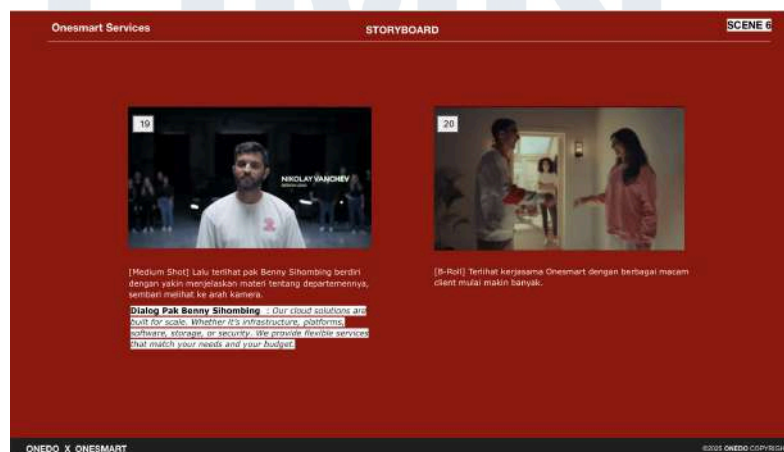 Onesmart Services
STORYBOARD
SCENE 6
19
NIKOLAY VANCHEV
20
[Medium Shot] Lalu terlihat pak Benny Sihombing berdiri
dengan yakin menjelaskan materi tentang departemennya,
sembari melihat ke arah kamera.
Dialog Pak Benny Sihombing : Our cloud solutions are
built for scale. Whether it's infrastructure, platforms,
software, storage, or security. We provide flexible services
that match your needs and your budget.
[B-Roll] Terlihat kerjasama Onesmart dengan berbagai macam
client mulai makin banyak.
ONEDO X ONESMART
©2025 ONEDO COPYRIGH